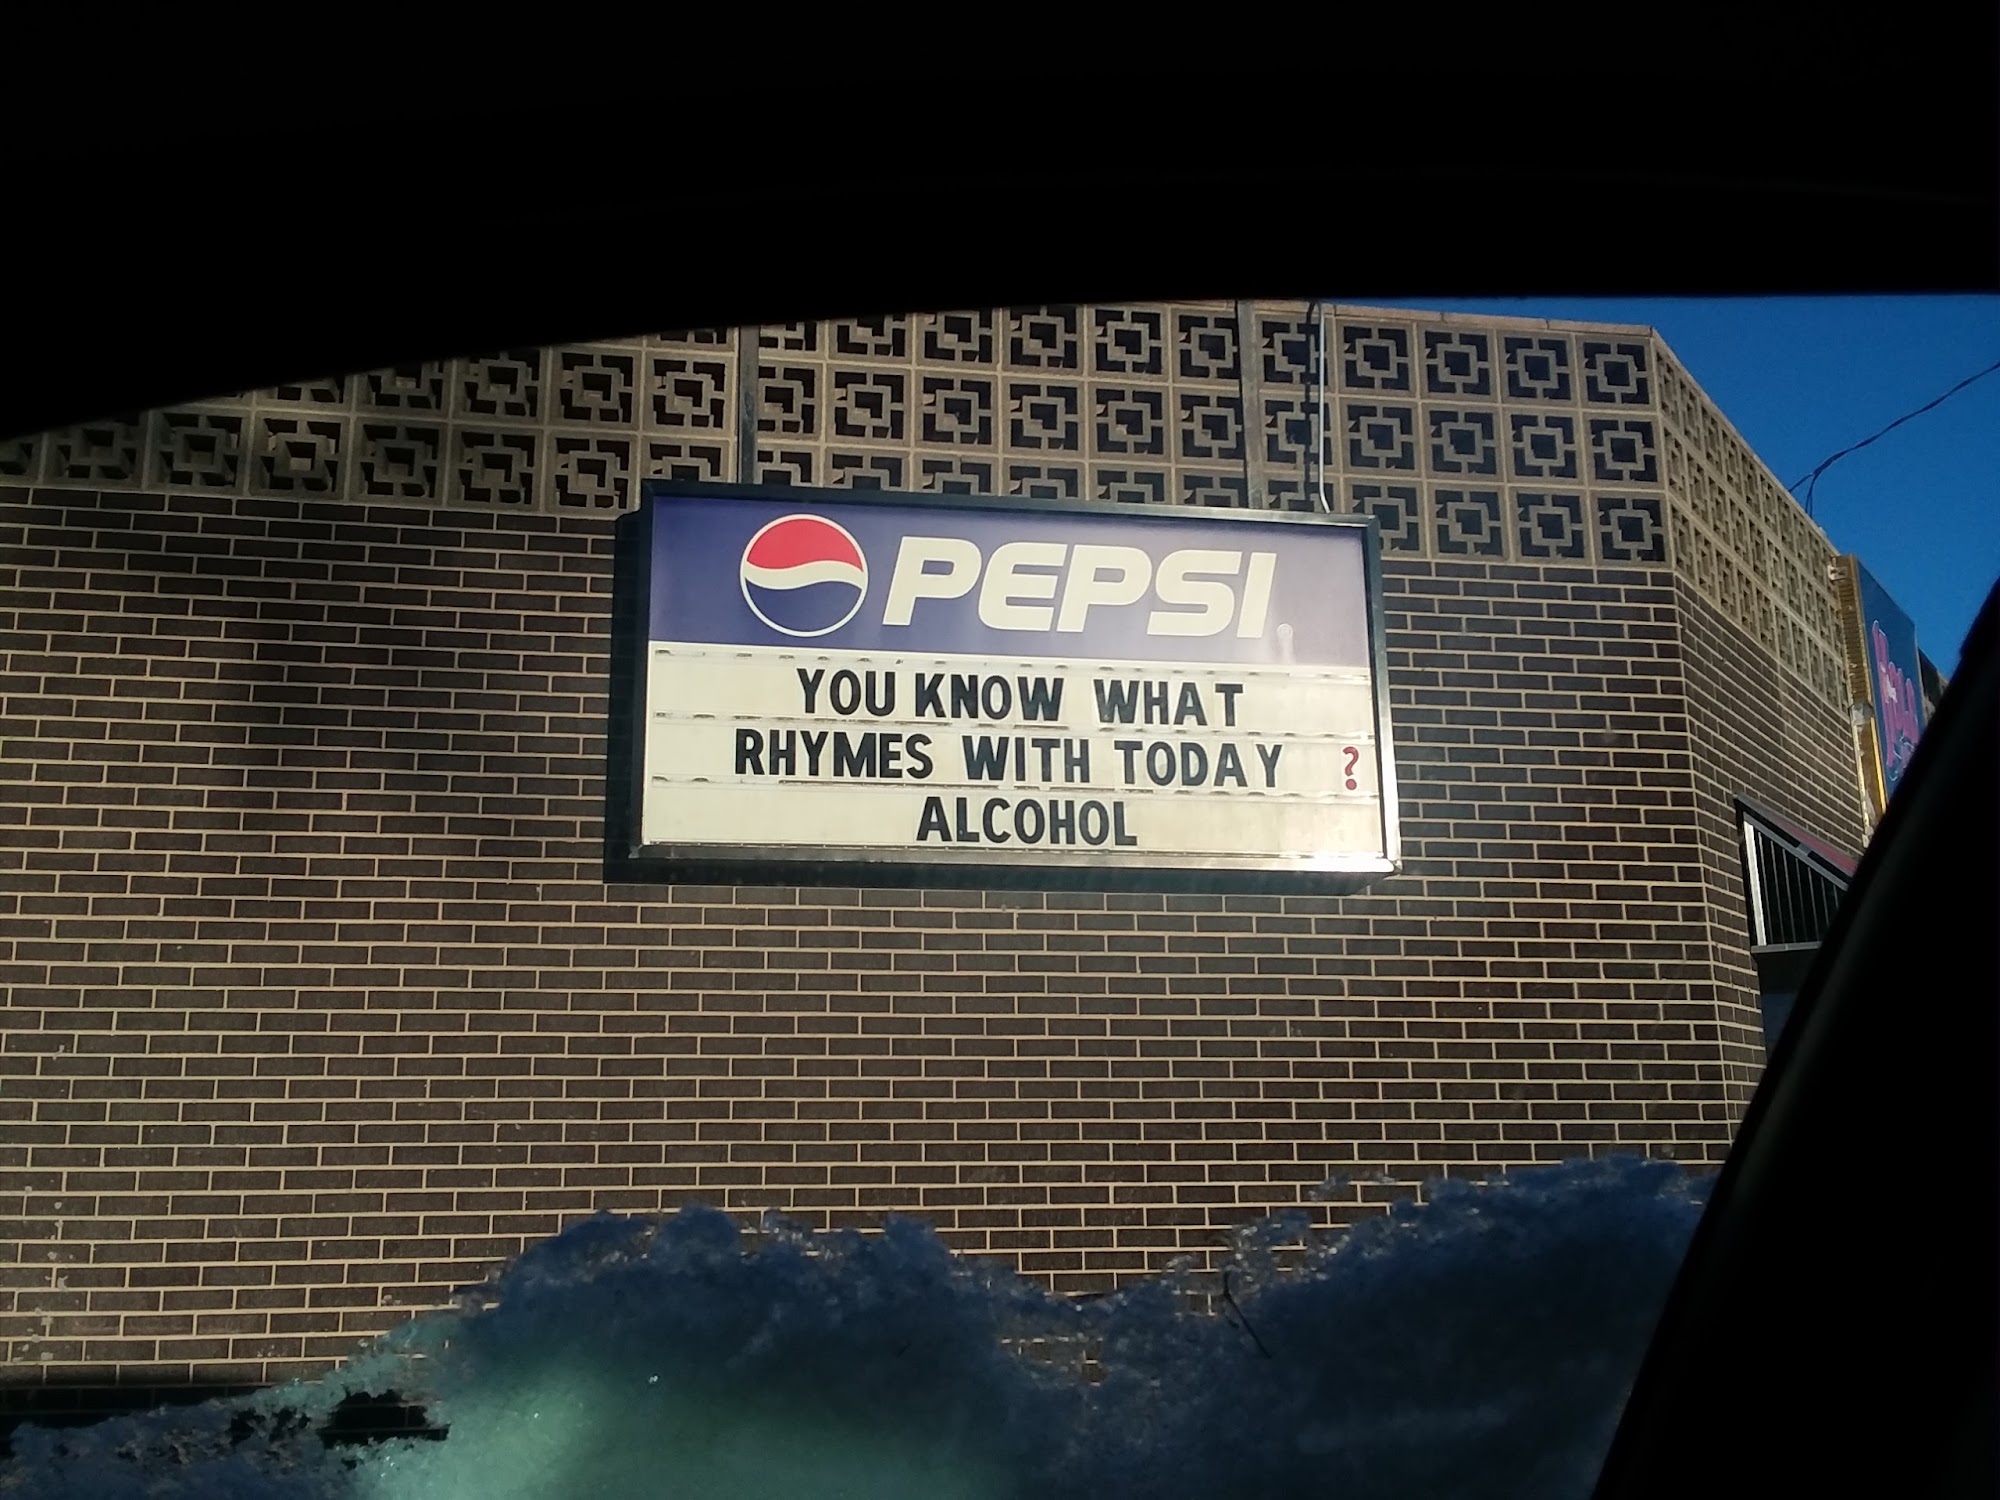 PEPSI
YOU KNOW WHAT
RHYMES WITH TODAY ?
ALCOHOL